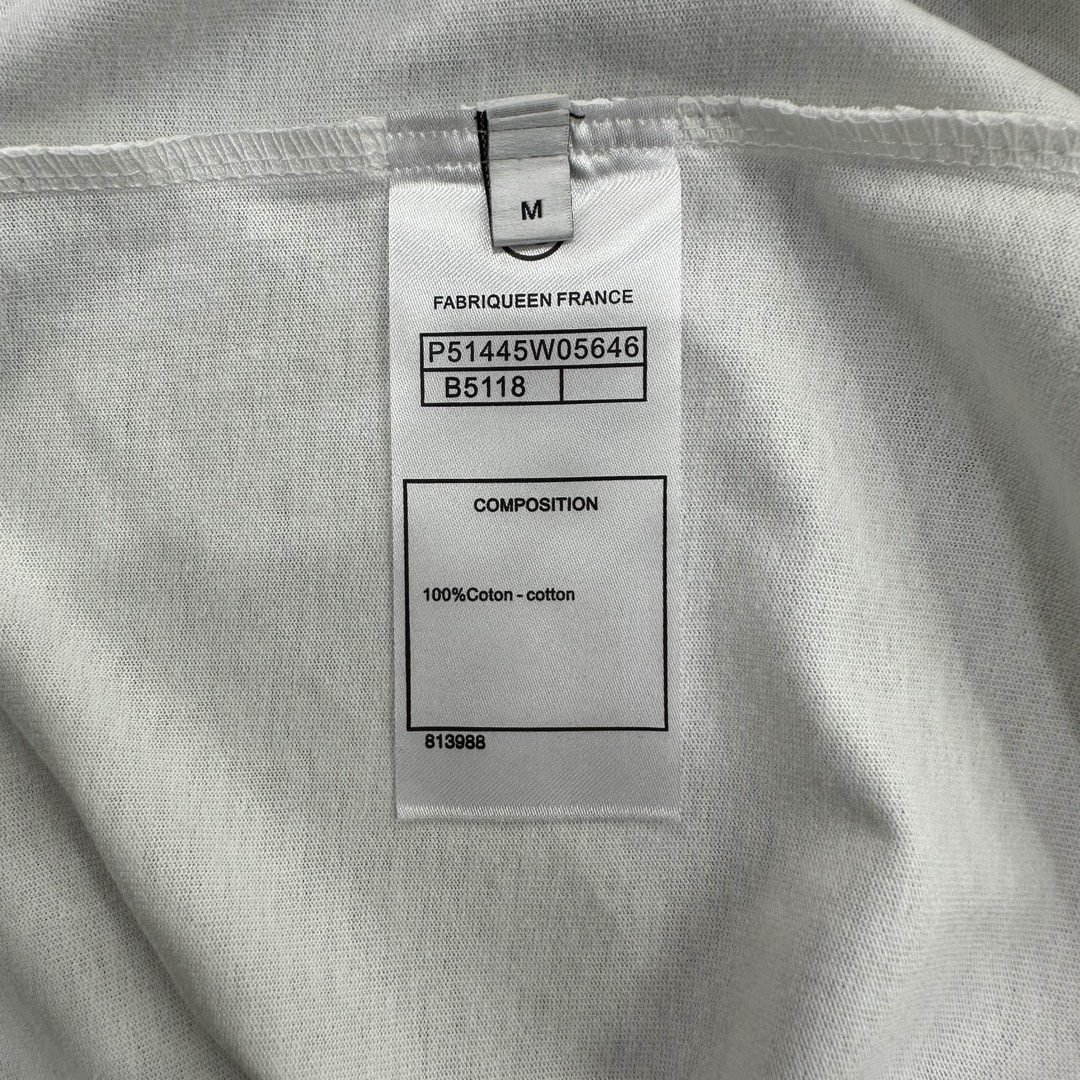 M
FABRIQUEEN FRANCE
P51445W05646
B5118
COMPOSITION
100%Coton - cotton
813988